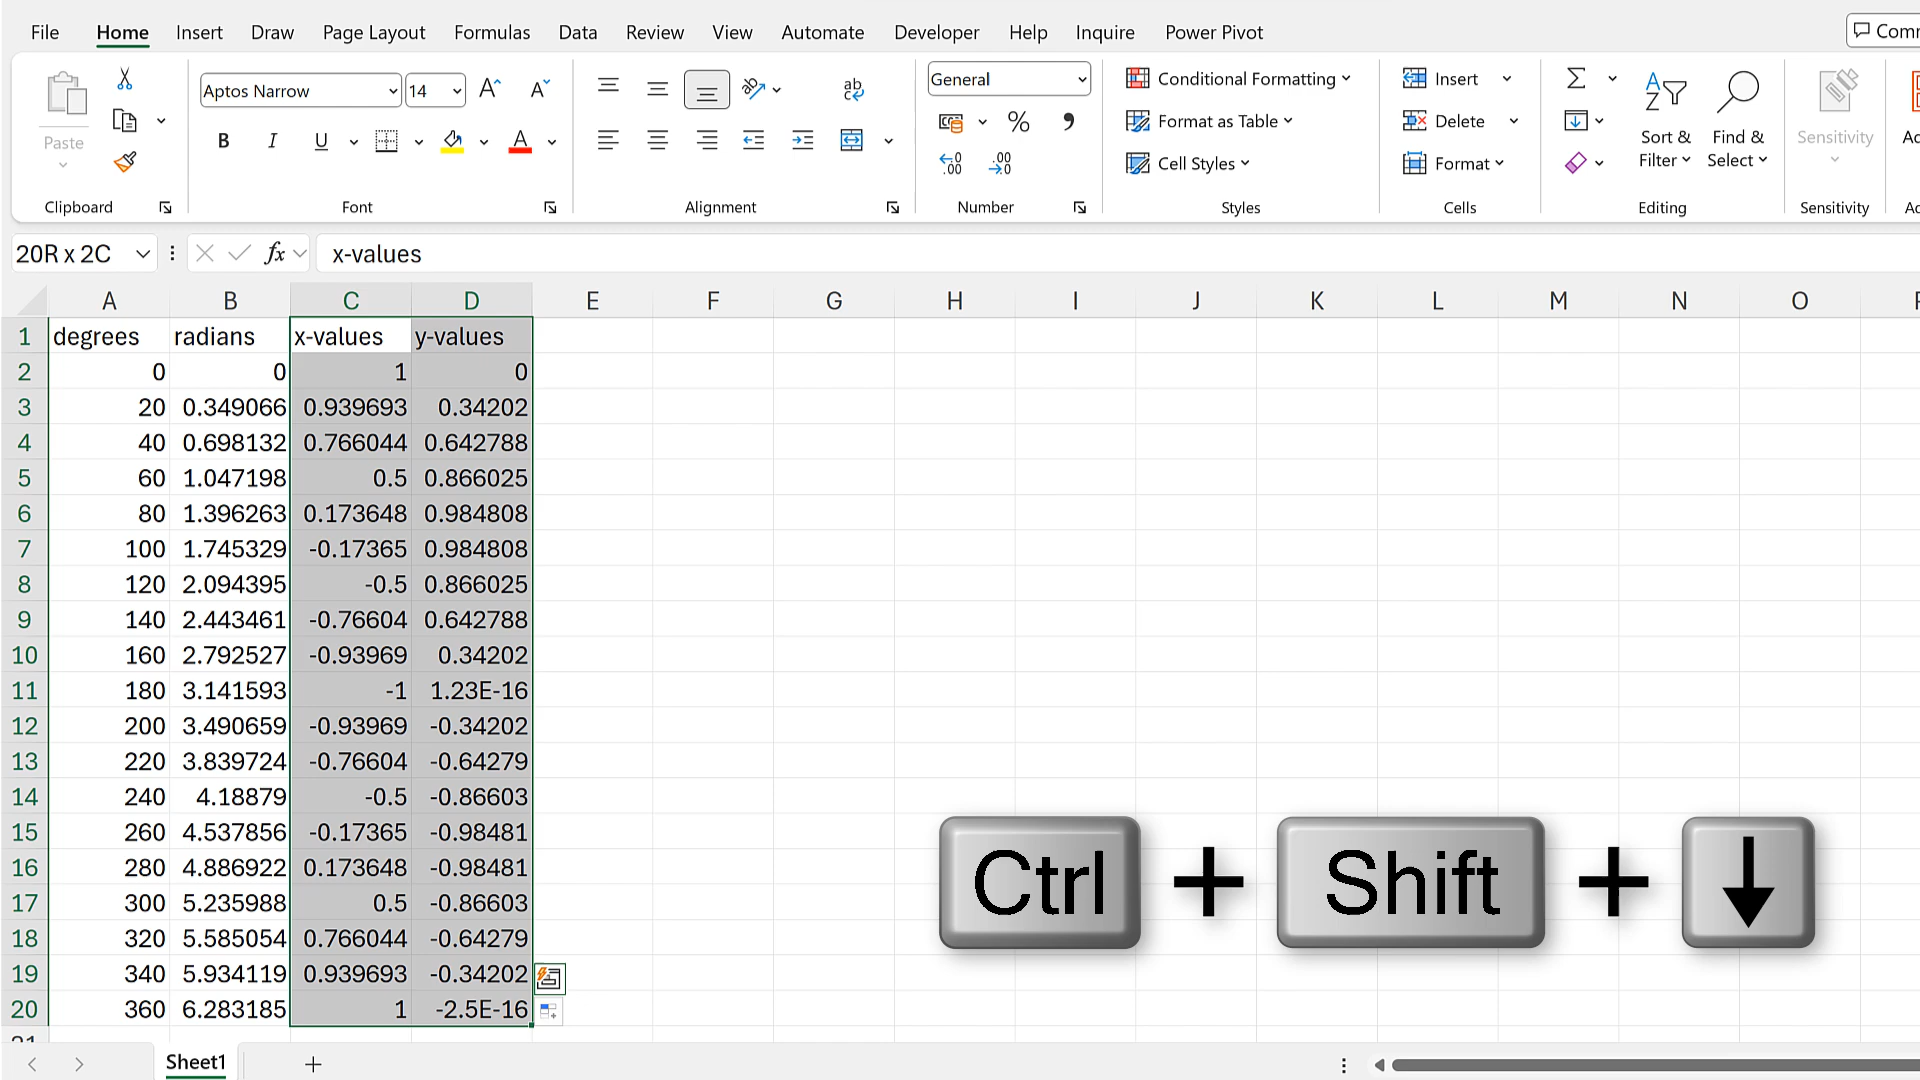 File Home Insert Draw Page Layout Formulas Data Review View Automate Developer Help Inquire Power Pivot
Paste
Clipboard
Aptos Narrow 14
B I U
Font
ab
Alignment
General
% 9
Number
Conditional Formatting
Format as Table
Cell Styles
Styles
Insert
Delete
Format
Cells
Sort & Filter
Find & Select
Editing
Sensitivity
Sensitivity
20R x 2C fx x-values
A B C D E F G H I J K L M N O
1 degrees radians x-values y-values
2 0 0 1 0
3 20 0.349066 0.939693 0.34202
4 40 0.698132 0.766044 0.642788
5 60 1.047198 0.5 0.866025
6 80 1.396263 0.173648 0.984808
7 100 1.745329 -0.17365 0.984808
8 120 2.094395 -0.5 0.866025
9 140 2.443461 -0.76604 0.642788
10 160 2.792527 -0.93969 0.34202
11 180 3.141593 -1 1.23E-16
12 200 3.490659 -0.93969 -0.34202
13 220 3.839724 -0.76604 -0.64279
14 240 4.18879 -0.5 -0.86603
15 260 4.537856 -0.17365 -0.98481
16 280 4.886922 0.173648 -0.98481
17 300 5.235988 0.5 -0.86603
18 320 5.585054 0.766044 -0.64279
19 340 5.934119 0.939693 -0.34202
20 360 6.283185 1 -2.5E-16
Ctrl + Shift + ↓
Sheet1 +